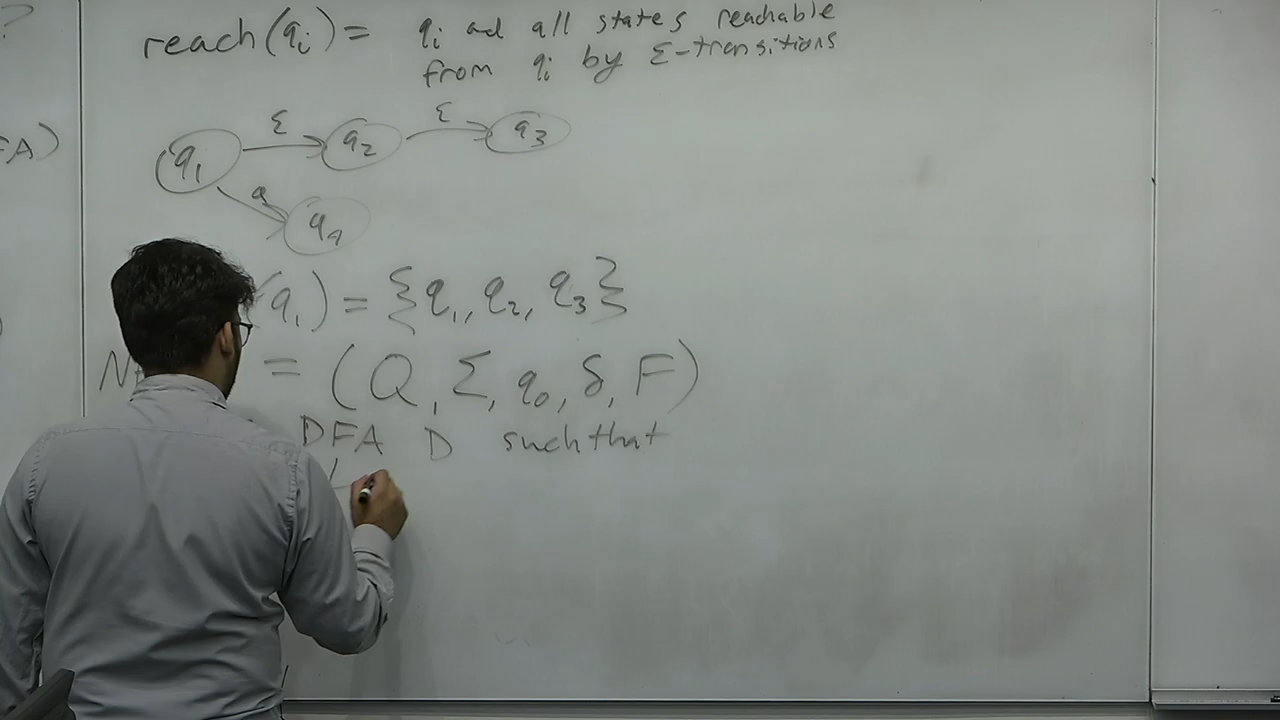 ?
reach(qi) = qi ad all states reachable
from qi by ε-transitions
FA)
ε
ε
q1
q2
q3
a
q4
(q1) = {q1, q2, q3}
N
= (Q, Σ, q0, δ, F)
DFA D such that
L